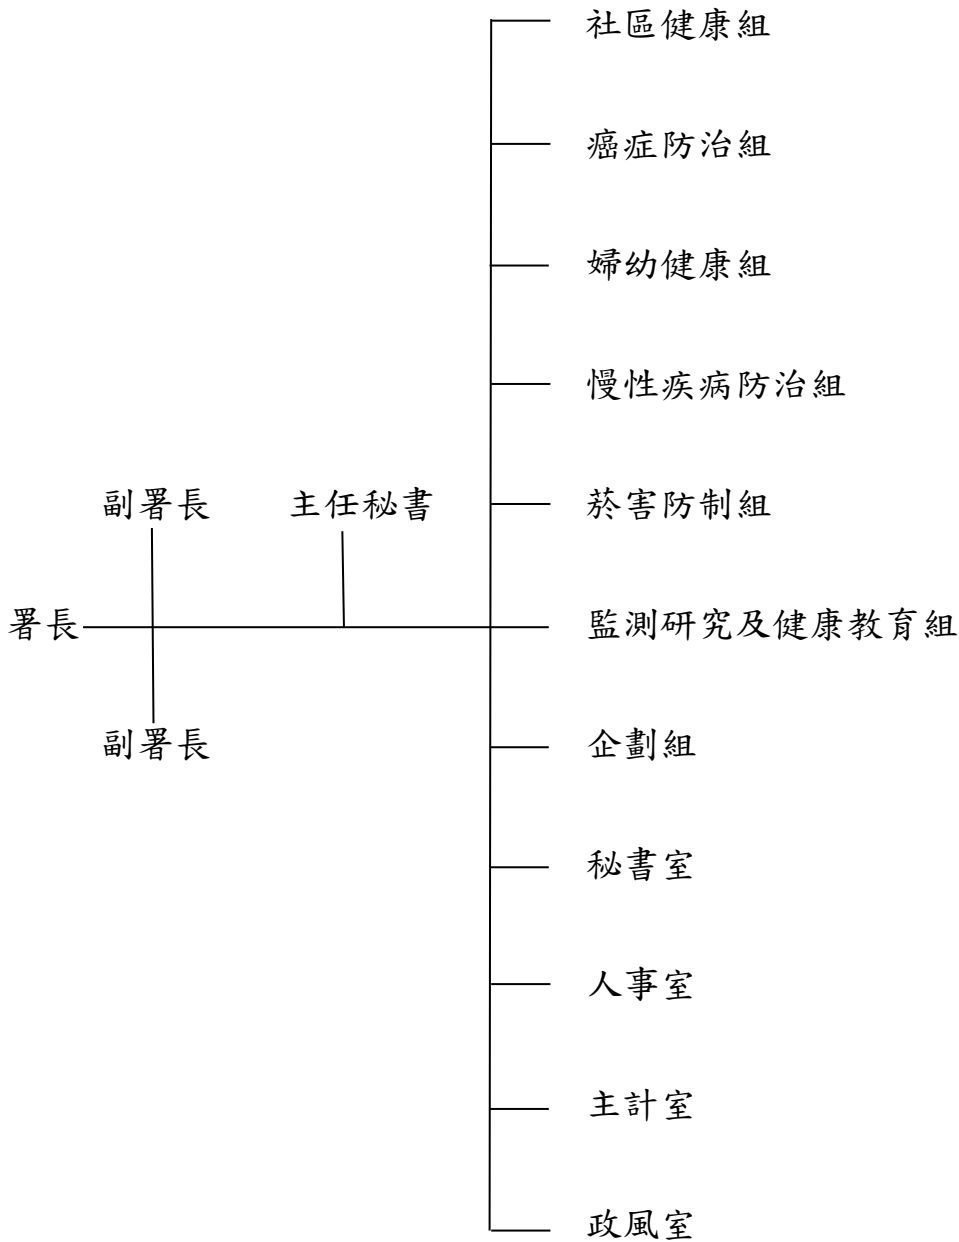 社區健康組
癌症防治組
婦幼健康組
慢性疾病防治組
副署長 主任秘書 菸害防制組
署長 監測研究及健康教育組
副署長 企劃組
秘書室
人事室
主計室
政風室